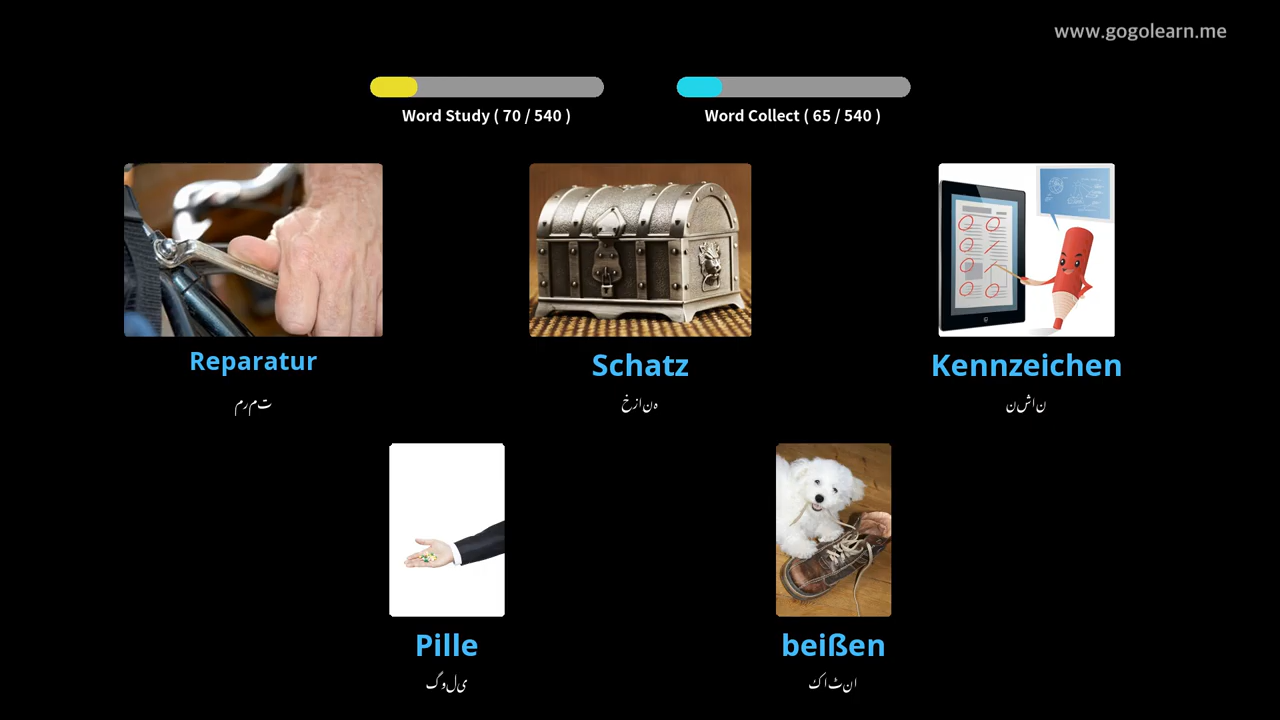 www.gogolearn.me
Word Study ( 70 / 540 )
Word Collect ( 65 / 540 )
Reparatur
Schatz
Kennzeichen
مرمت
خزانہ
نشان
Pille
beißen
گولی
کاٹنا